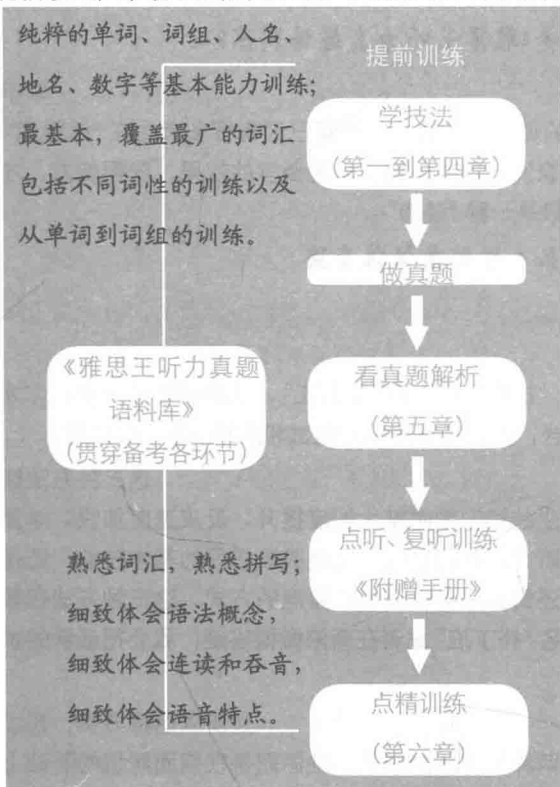 纯粹的单词、词组、人名、
地名、数字等基本能力训练；
最基本，覆盖最广的词汇
包括不同词性的训练以及
从单词到词组的训练。
提前训练
学技法
(第一到第四章)
做真题
《雅思王听力真题
语料库》
(贯穿备考各环节)
看真题解析
(第五章)
点听、复听训练
《附赠手册》
熟悉词汇，熟悉拼写；
细致体会语法概念，
细致体会连读和吞音，
细致体会语音特点。
点精训练
(第六章)